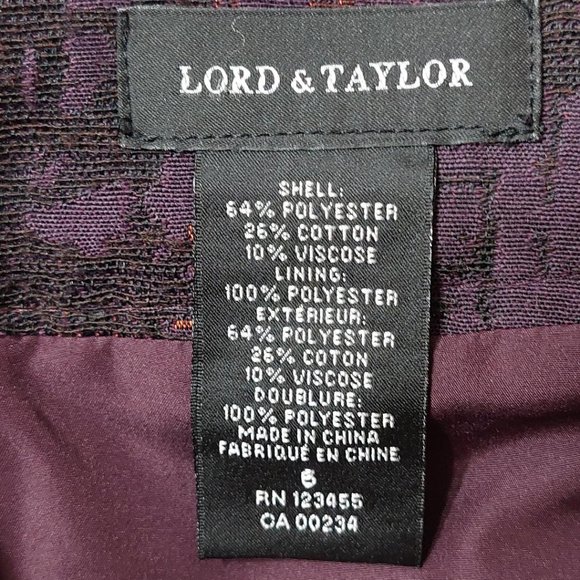 LORD & TAYLOR
SHELL:
64% POLYESTER
26% COTTON
10% VISCOSE
LINING:
100% POLYESTER
EXTÉRIEUR:
64% POLYESTER
26% COTON
10% VISCOSE
DOUBLURE:
100% POLYESTER
MADE IN CHINA
FABRIQUÉ EN CHINE
6
RN 123455
CA 00234